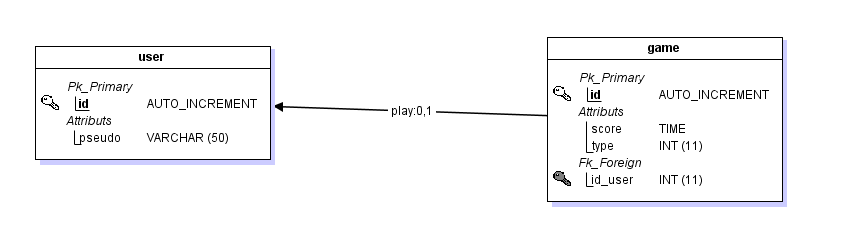 user
Pk_Primary
id AUTO_INCREMENT
Attributs
pseudo VARCHAR (50)
play:0,1
game
Pk_Primary
id AUTO_INCREMENT
Attributs
score TIME
type INT (11)
Fk_Foreign
id_user INT (11)